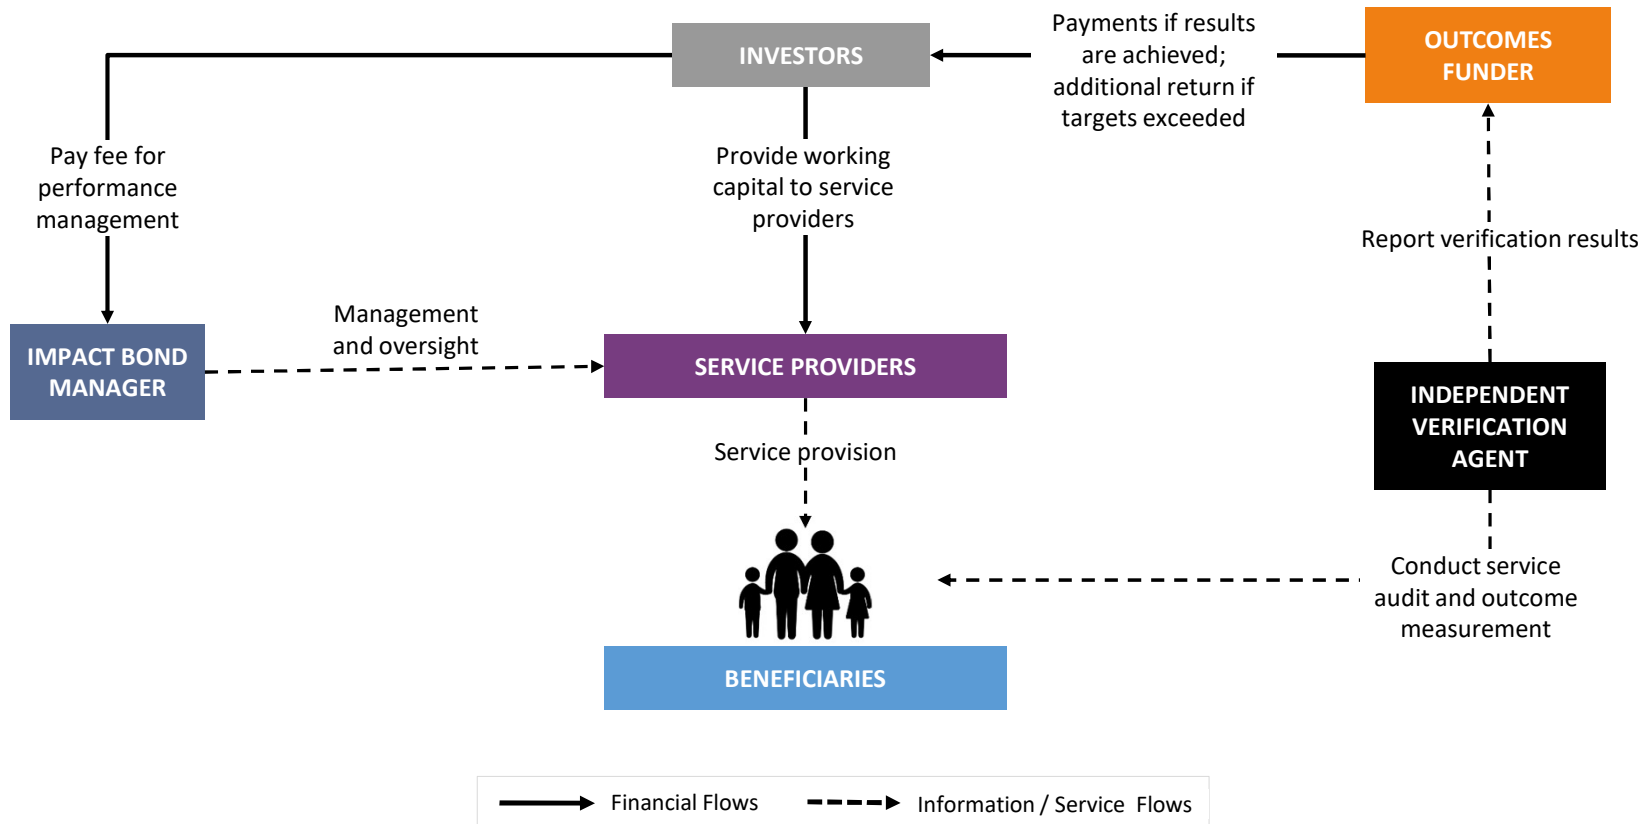 INVESTORS
Payments if results
are achieved;
additional return if
targets exceeded
OUTCOMES
FUNDER
Pay fee for
performance
management
Provide working
capital to service
providers
Report verification results
IMPACT BOND
MANAGER
Management
and oversight
SERVICE PROVIDERS
INDEPENDENT
VERIFICATION
AGENT
Service provision
Conduct service
audit and outcome
measurement
BENEFICIARIES
Financial Flows
Information / Service Flows